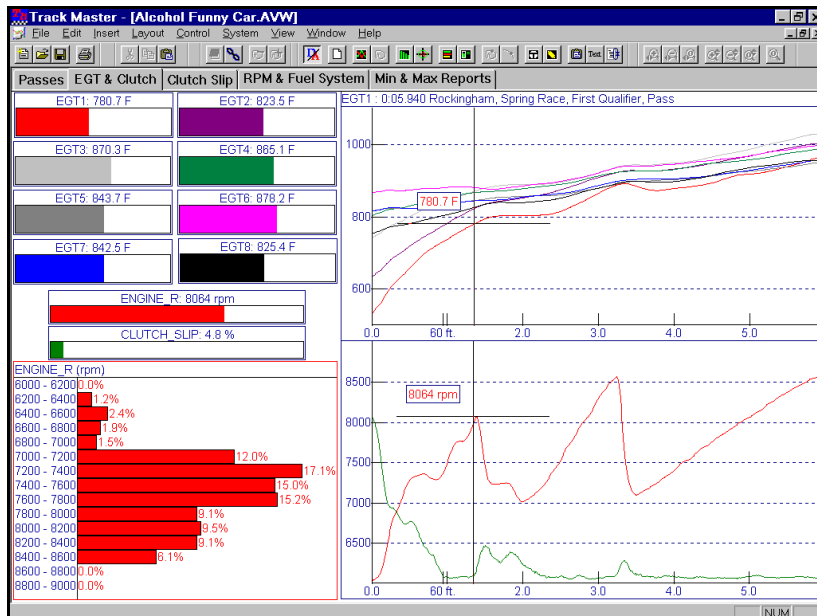 Track Master - [Alcohol Funny Car.AVW]
File Edit Insert Layout Control System View Window Help
Text
Passes EGT & Clutch Clutch Slip RPM & Fuel System Min & Max Reports
EGT1: 780.7 F
EGT2: 823.5 F
EGT3: 870.3 F
EGT4: 865.1 F
EGT5: 843.7 F
EGT6: 878.2 F
EGT7: 842.5 F
EGT8: 825.4 F
ENGINE_R: 8064 rpm
CLUTCH_SLIP: 4.8 %
ENGINE_R (rpm)
6000 - 6200 0.0%
6200 - 6400 1.2%
6400 - 6600 2.4%
6600 - 6800 1.9%
6800 - 7000 1.5%
7000 - 7200 12.0%
7200 - 7400 17.1%
7400 - 7600 15.0%
7600 - 7800 15.2%
7800 - 8000 9.1%
8000 - 8200 9.5%
8200 - 8400 9.1%
8400 - 8600 6.1%
8600 - 8800 0.0%
8800 - 9000 0.0%
EGT1 : 0:05.940 Rockingham, Spring Race, First Qualifier, Pass
1000
800
600
780.7 F
0.0 60 ft. 2.0 3.0 4.0 5.0
8500
8000
7500
7000
6500
8064 rpm
0.0 60 ft. 2.0 3.0 4.0 5.0
NUM